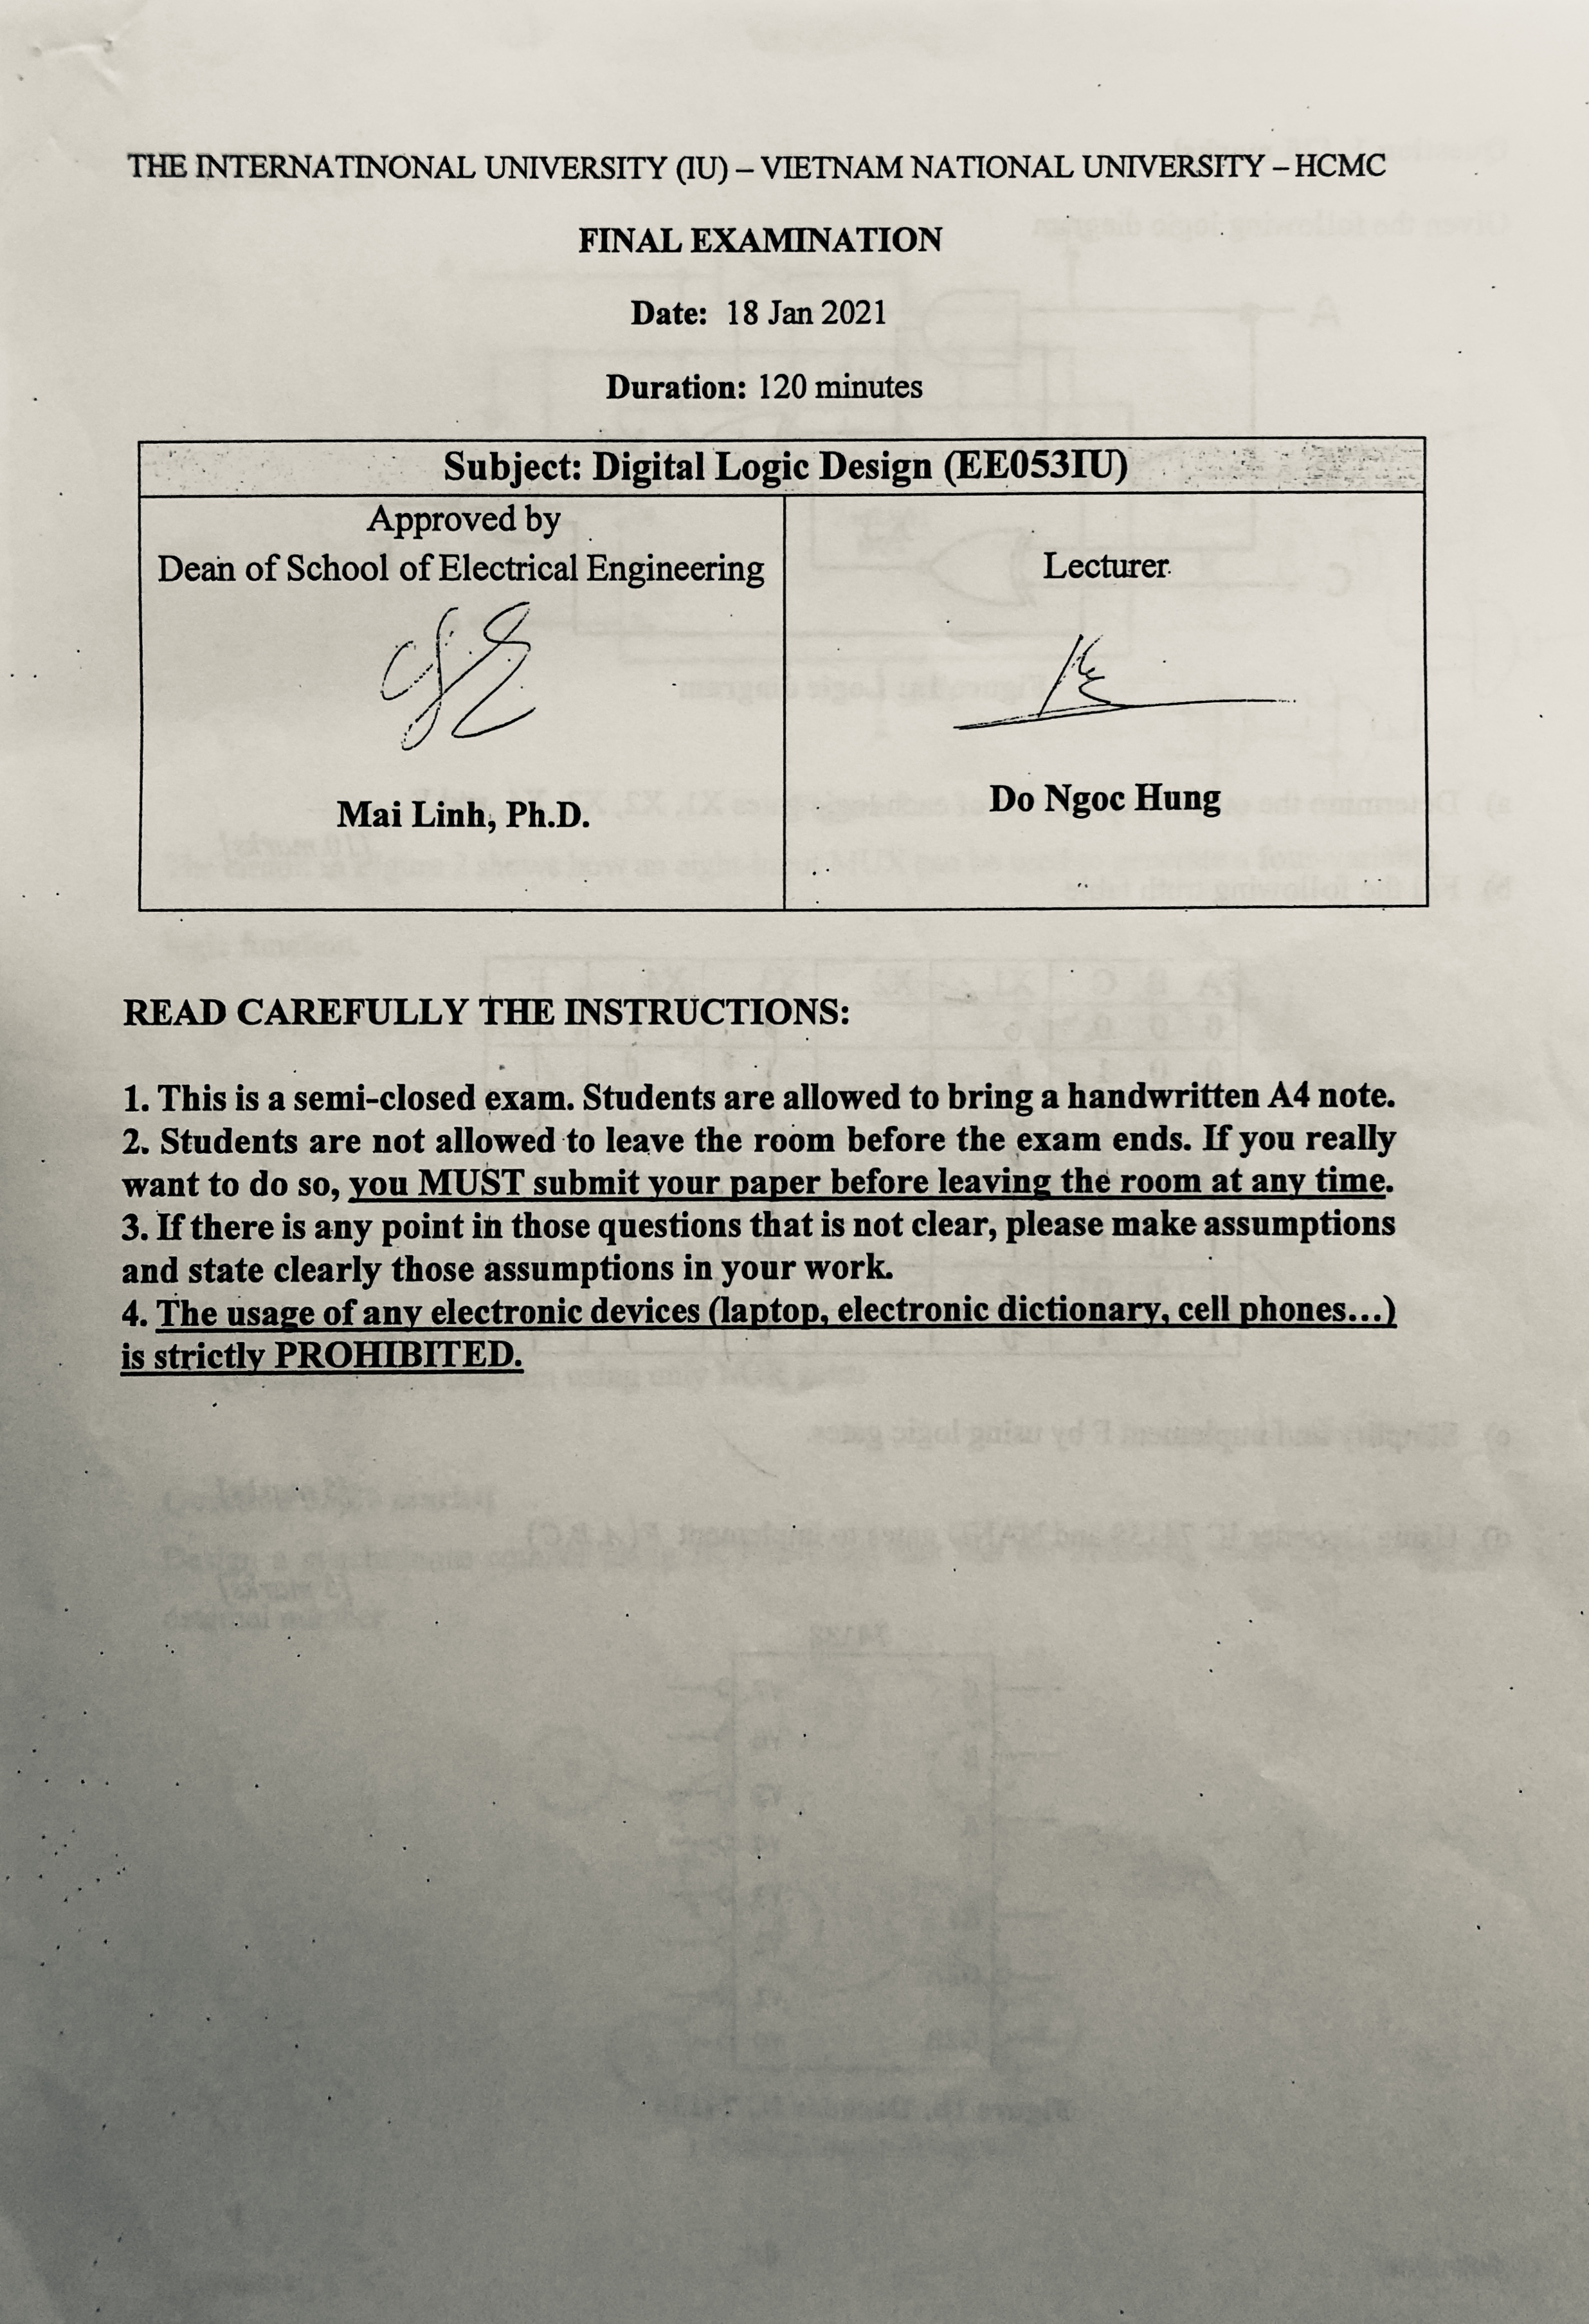 THE INTERNATINONAL UNIVERSITY (IU) – VIETNAM NATIONAL UNIVERSITY – HCMC
FINAL EXAMINATION
Date: 18 Jan 2021
Duration: 120 minutes
Subject: Digital Logic Design (EE053IU)
Approved by
Dean of School of Electrical Engineering
Mai Linh, Ph.D.
Lecturer
Do Ngoc Hung
READ CAREFULLY THE INSTRUCTIONS:
1. This is a semi-closed exam. Students are allowed to bring a handwritten A4 note.
2. Students are not allowed to leave the room before the exam ends. If you really
want to do so, you MUST submit your paper before leaving the room at any time.
3. If there is any point in those questions that is not clear, please make assumptions
and state clearly those assumptions in your work.
4. The usage of any electronic devices (laptop, electronic dictionary, cell phones...)
is strictly PROHIBITED.